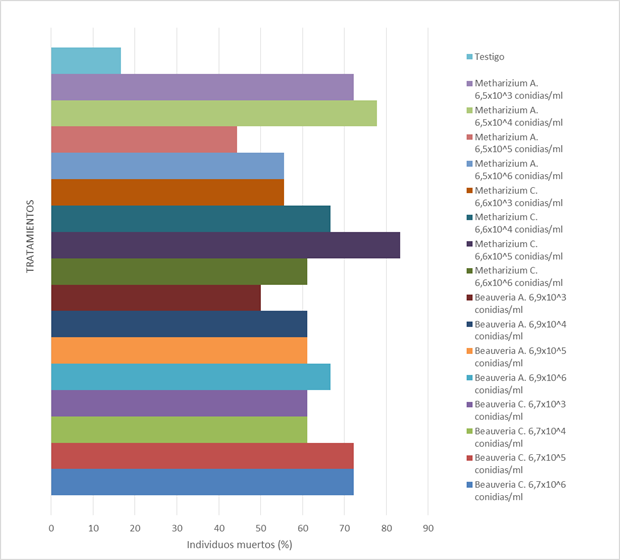 TRATAMIENTOS
0 10 20 30 40 50 60 70 80 90
Individuos muertos (%)
Testigo
Metharizium A.
6,5x10^3 conidias/ml
Metharizium A.
6,5x10^4 conidias/ml
Metharizium A.
6,5x10^5 conidias/ml
Metharizium A.
6,5x10^6 conidias/ml
Metharizium C.
6,6x10^3 conidias/ml
Metharizium C.
6,6x10^4 conidias/ml
Metharizium C.
6,6x10^5 conidias/ml
Metharizium C.
6,6x10^6 conidias/ml
Beauveria A. 6,9x10^3
conidias/ml
Beauveria A. 6,9x10^4
conidias/ml
Beauveria A. 6,9x10^5
conidias/ml
Beauveria A. 6,9x10^6
conidias/ml
Beauveria C. 6,7x10^3
conidias/ml
Beauveria C. 6,7x10^4
conidias/ml
Beauveria C. 6,7x10^5
conidias/ml
Beauveria C. 6,7x10^6
conidias/ml